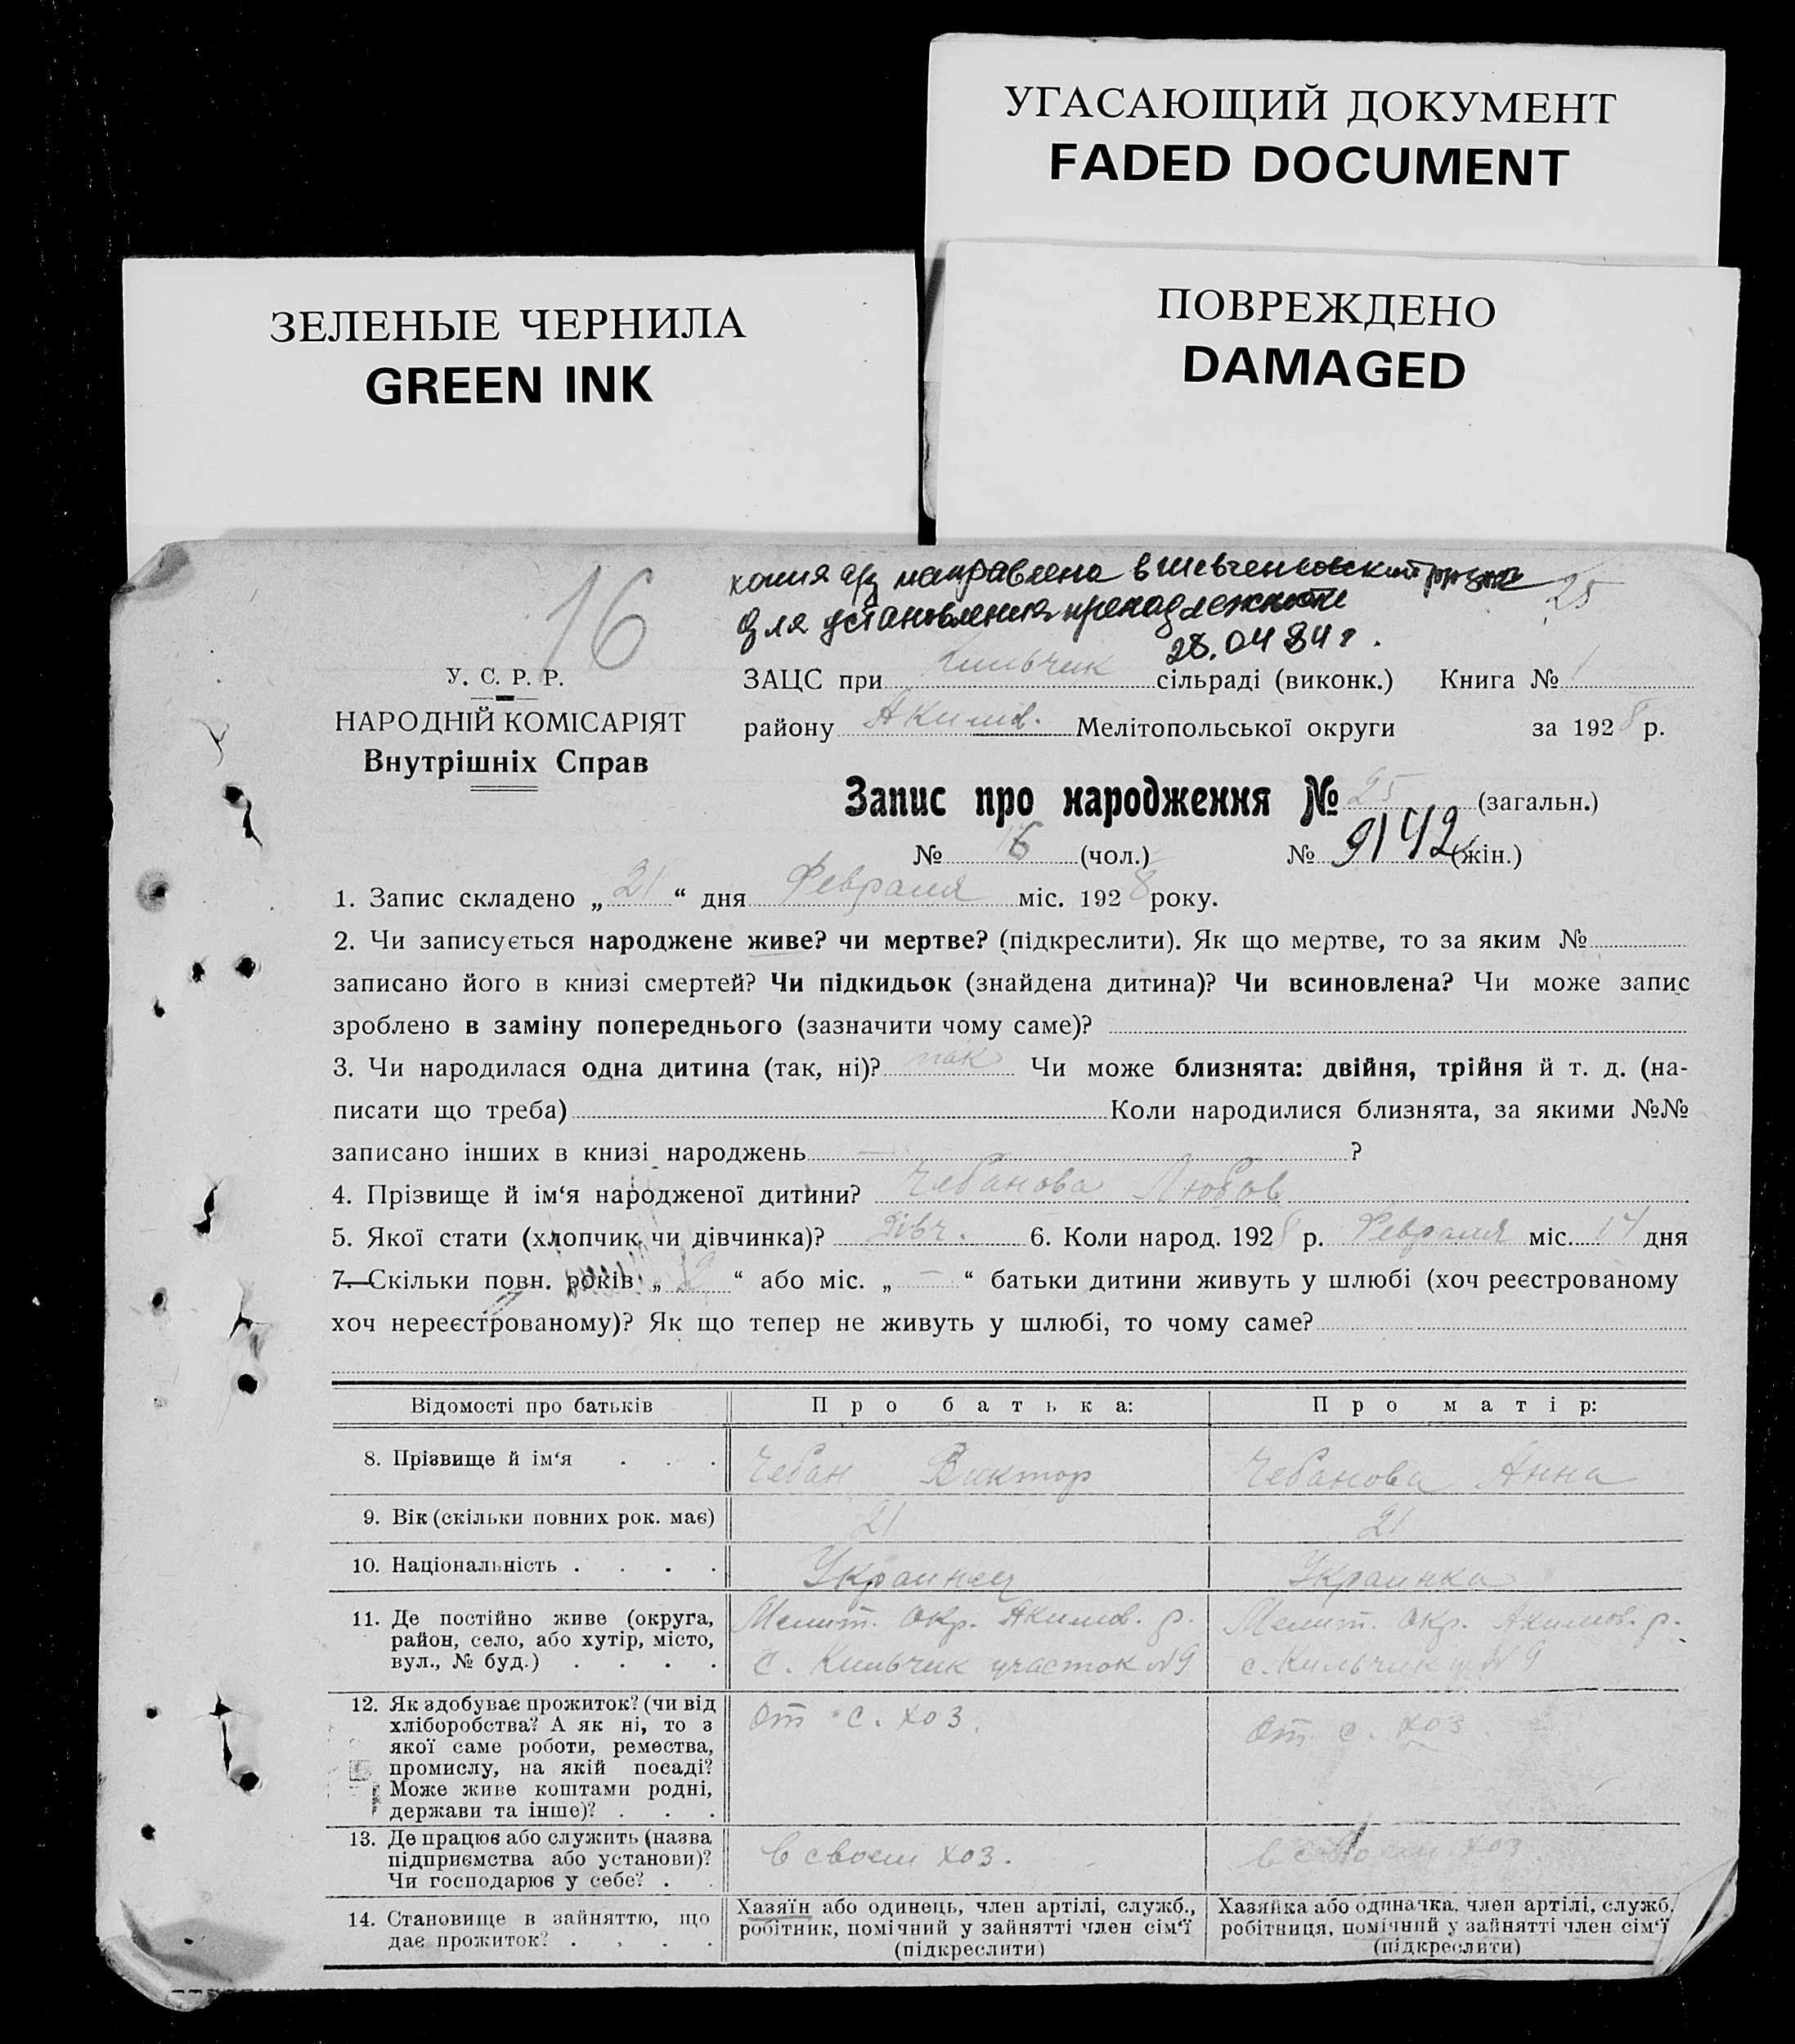 УГАСАЮЩИЙ ДОКУМЕНТ
FADED DOCUMENT
ЗЕЛЕНЫЕ ЧЕРНИЛА
GREEN INK
ПОВРЕЖДЕНО
DAMAGED
16
копия а/з направлена в Шевченковский 25
для установления принадлежности
28.04 84 г.
У. С. Р. Р.
НАРОДНІЙ КОМІСАРІЯТ
Внутрішніх Справ
ЗАЦС при Кильчик сільраді (виконк.) Книга № 1
району Акимов. Мелітопольської округи за 1928 р.
Запис про народження № 25 (загальн.)
№ 16 (чол.) № 9142 (жін.)
1. Запис складено „ 21 “ дня Февраля міс. 1928 року.
2. Чи записується народжене живе? чи мертве? (підкреслити). Як що мертве, то за яким №
записано його в книзі смертей? Чи підкидьок (знайдена дитина)? Чи всиновлена? Чи може запис
зроблено в заміну попереднього (зазначити чому саме)?
3. Чи народилася одна дитина (так, ні)? так Чи може близнята: двійня, трійня й т. д. (на-
писати що треба) Коли народилися близнята, за якими №№
записано інших в книзі народжень — ?
4. Прізвище й ім‘я народженої дитини? Чебанова Любов
5. Якої стати (хлопчик чи дівчинка)? Дівч. 6. Коли народ. 1928 р. Февраля міс. 17 дня
7. Скільки повн. років „ 2 “ або міс. „ — “ батьки дитини живуть у шлюбі (хоч реєстрованому
хоч нереєстрованому)? Як що тепер не живуть у шлюбі, то чому саме?
Відомості про батьків Про батька: Про матір:
8. Прізвище й ім‘я . . . Чебан Виктор Чебанова Анна
9. Вік (скільки повних рок. має) 21 21
10. Національність . . . . Украинец Украинка
11. Де постійно живе (округа, Мелит. окр. Акимов. р. Мелит. окр. Акимов. р.
район, село, або хутір, місто,
вул., № буд.) . . . . с. Кильчик участок №9 с. Кильчик у. №9
12. Як здобуває прожиток? (чи від от с. хоз. от с. хоз.
хліборобства? А як ні, то з
якої саме роботи, ремества,
промислу, на якій посаді?
Може живе коштами родні,
держави та інше)? . . .
13. Де працює або служить (назва в своем хоз. в своем хоз
підприємства або установи)?
Чи господарює у себе? . .
14. Становище в зайняттю, що Хазяїн або одинець, член артілі, служб., Хазяйка або одиначка, член артілі, служб.
дає прожиток? . . . . робітник, помічний у зайнятті член сім‘ї робітниця, помічний у зайнятті член сім‘ї
(підкреслити) (підкреслити)